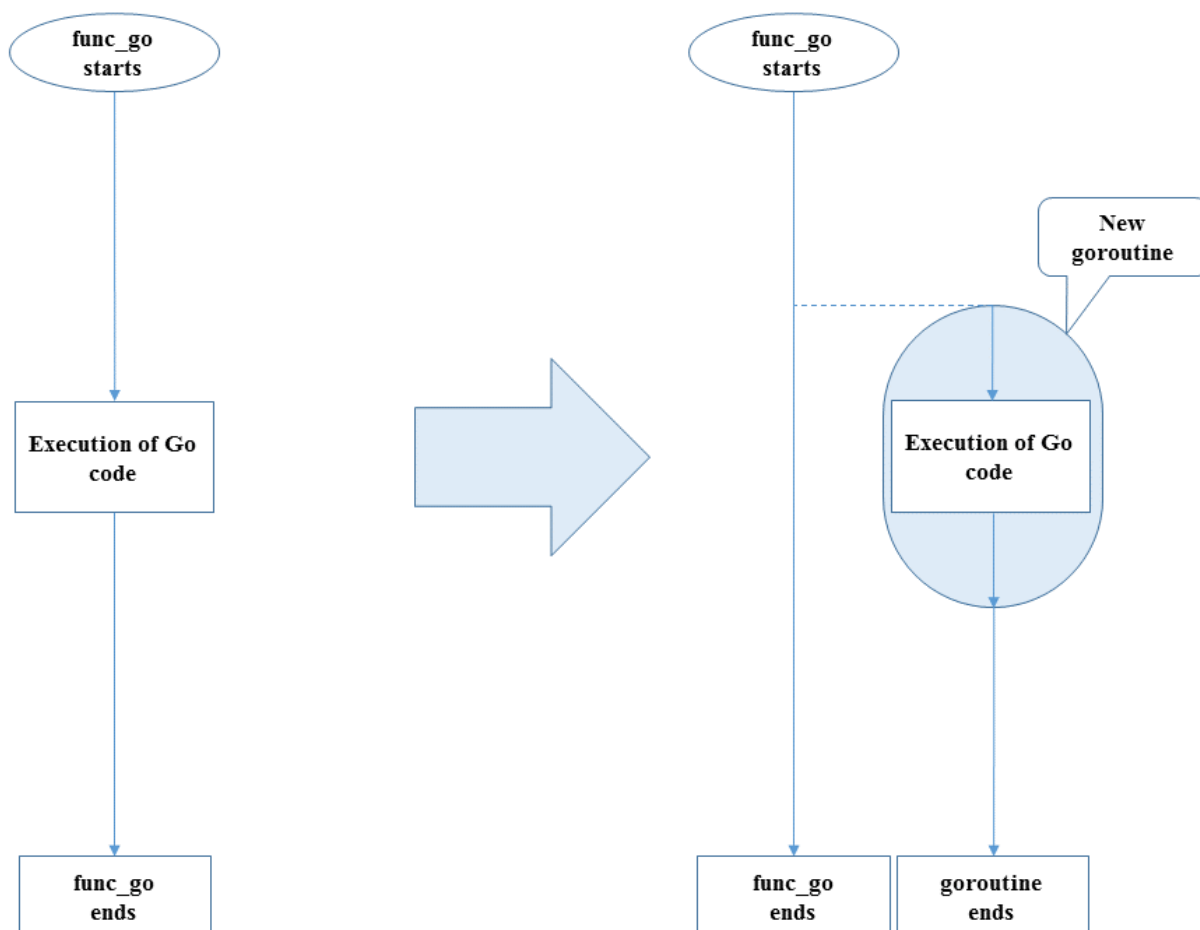 func_go
starts
func_go
starts
New
goroutine
Execution of Go
code
Execution of Go
code
func_go
ends
func_go
ends
goroutine
ends